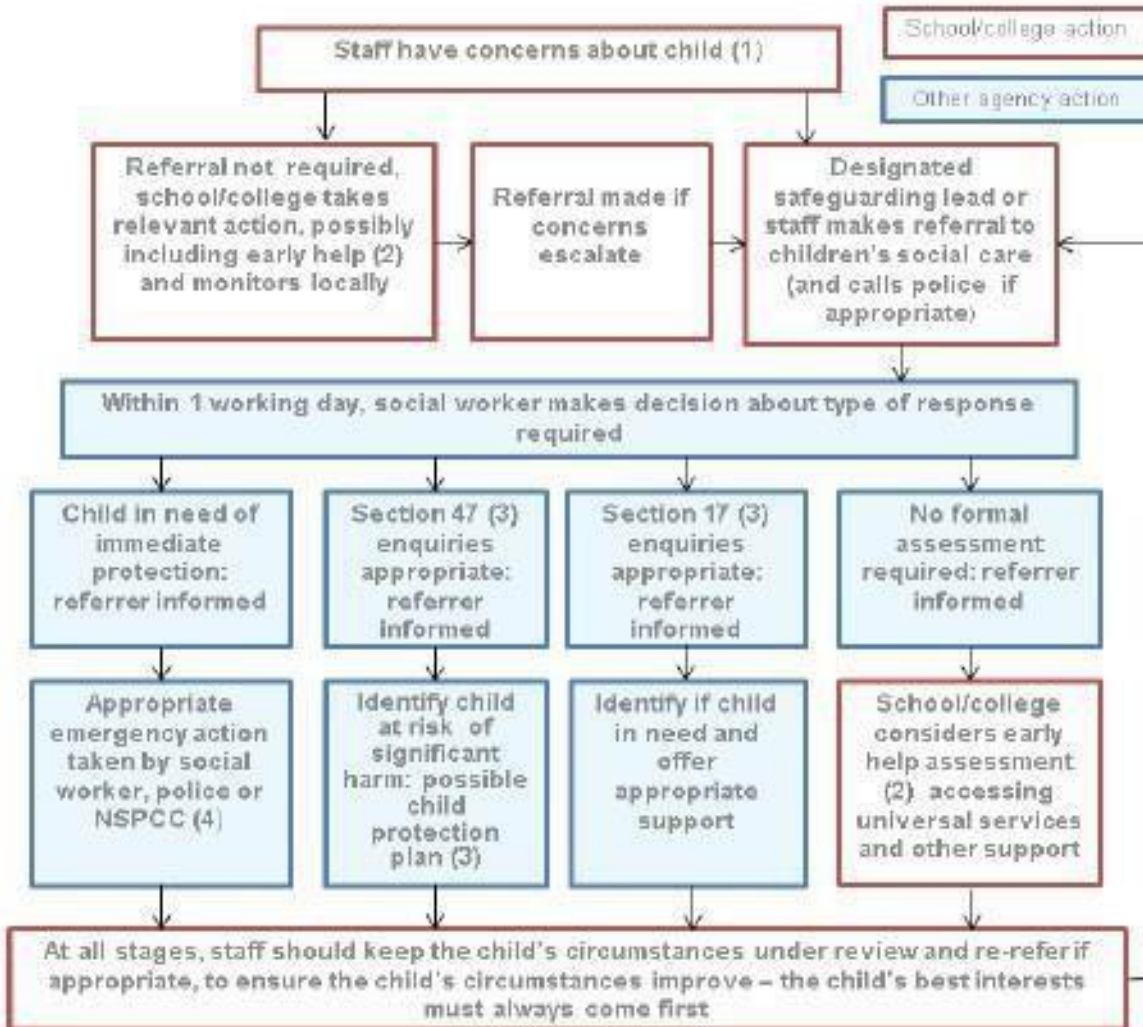 School/college action
Staff have concerns about child (1)
Other agency action
Referral not required,
school/college takes
relevant action, possibly
including early help (2)
and monitors locally
Referral made if
concerns
escalate
Designated
safeguarding lead or
staff makes referral to
children's social care
(and calls police if
appropriate)
Within 1 working day, social worker makes decision about type of response
required
Child in need of
immediate
protection:
referrer informed
Section 47 (3)
enquiries
appropriate:
referrer
informed
Section 17 (3)
enquiries
appropriate:
referrer
informed
No formal
assessment
required: referrer
informed
Appropriate
emergency action
taken by social
worker, police or
NSPCC (4)
Identify child
at risk of
significant
harm: possible
child
protection
plan (3)
Identify if child
in need and
offer
appropriate
support
School/college
considers early
help assessment
(2) accessing
universal services
and other support
At all stages, staff should keep the child's circumstances under review and re-refer if
appropriate, to ensure the child's circumstances improve – the child's best interests
must always come first